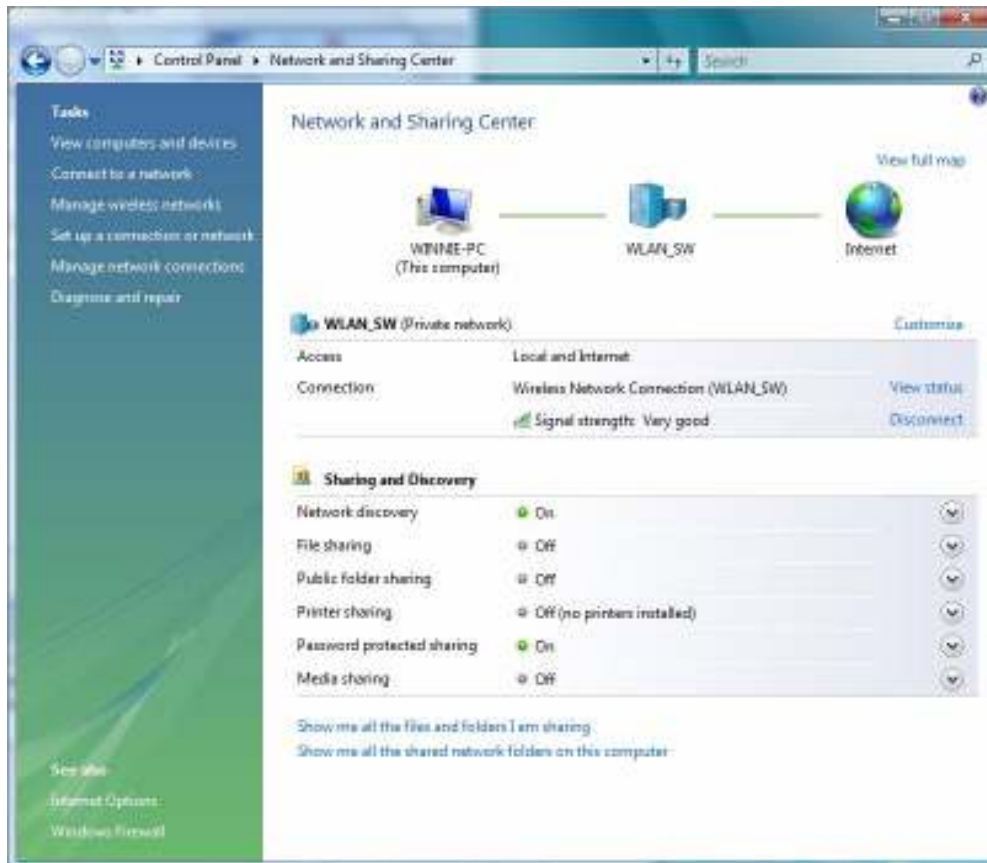 Control Panel ▸ Network and Sharing Center
Search
Tasks
View computers and devices
Connect to a network
Manage wireless networks
Set up a connection or network
Manage network connections
Diagnose and repair
See also
Internet Options
Windows Firewall
Network and Sharing Center
View full map
WINNIE-PC
(This computer)
WLAN_SW
Internet
WLAN_SW (Private network)
Customize
Access Local and Internet
Connection Wireless Network Connection (WLAN_SW) View status
Signal strength: Very good Disconnect
Sharing and Discovery
Network discovery On
File sharing Off
Public folder sharing Off
Printer sharing Off (no printers installed)
Password protected sharing On
Media sharing Off
Show me all the files and folders I am sharing
Show me all the shared network folders on this computer